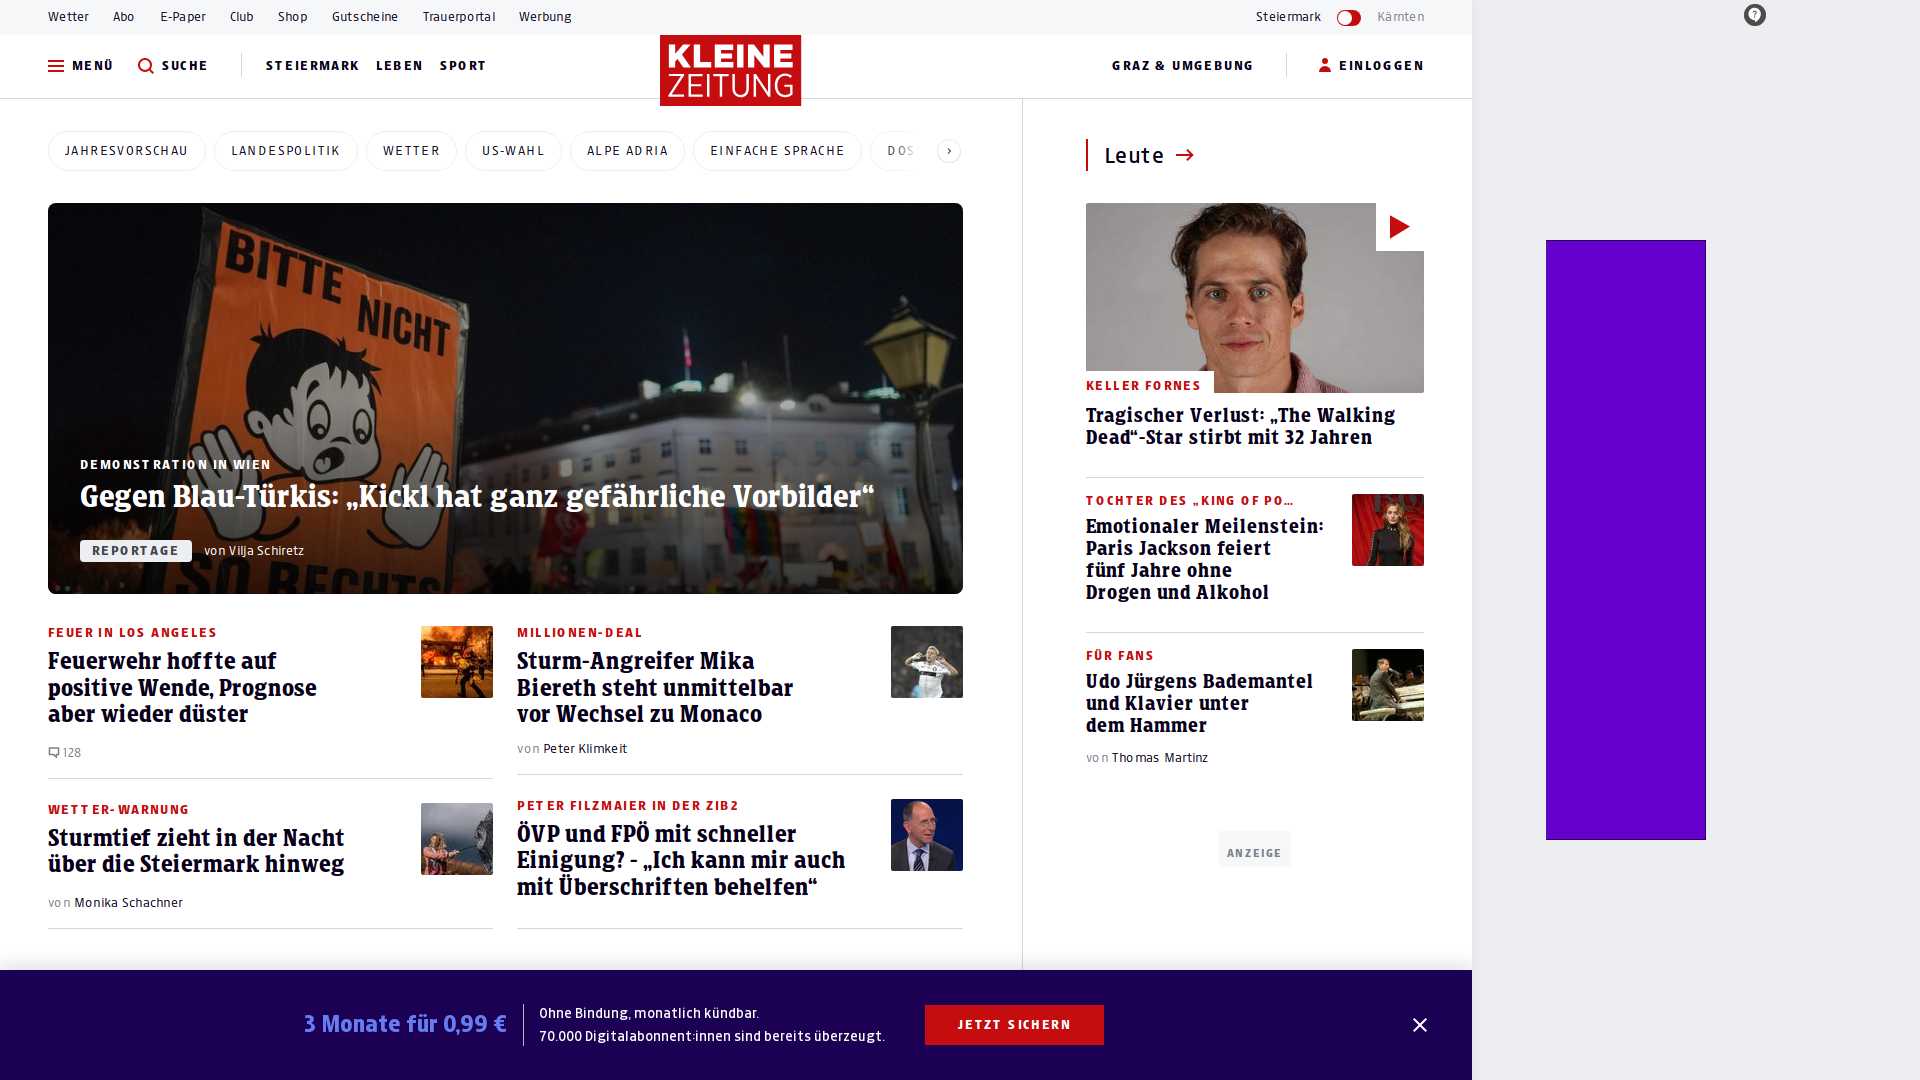 Wetter Abo E-Paper Club Shop Gutscheine Trauerportal Werbung
Steiermark Kärnten
MENÜ SUCHE STEIERMARK LEBEN SPORT
KLEINE
ZEITUNG
GRAZ & UMGEBUNG EINLOGGEN
JAHRESVORSCHAU LANDESPOLITIK WETTER US-WAHL ALPE ADRIA EINFACHE SPRACHE DOS
BITTE
NICHT
SO RECHTS
DEMONSTRATION IN WIEN
Gegen Blau-Türkis: „Kickl hat ganz gefährliche Vorbilder“
REPORTAGE von Vilja Schiretz
FEUER IN LOS ANGELES
Feuerwehr hoffte auf
positive Wende, Prognose
aber wieder düster
128
MILLIONEN-DEAL
Sturm-Angreifer Mika
Biereth steht unmittelbar
vor Wechsel zu Monaco
von Peter Klimkeit
WETTER-WARNUNG
Sturmtief zieht in der Nacht
über die Steiermark hinweg
von Monika Schachner
PETER FILZMAIER IN DER ZIB2
ÖVP und FPÖ mit schneller
Einigung? - „Ich kann mir auch
mit Überschriften behelfen“
Leute
KELLER FORNES
Tragischer Verlust: „The Walking
Dead“-Star stirbt mit 32 Jahren
TOCHTER DES „KING OF PO…
Emotionaler Meilenstein:
Paris Jackson feiert
fünf Jahre ohne
Drogen und Alkohol
FÜR FANS
Udo Jürgens Bademantel
und Klavier unter
dem Hammer
von Thomas Martinz
ANZEIGE
3 Monate für 0,99 €
Ohne Bindung, monatlich kündbar.
70.000 Digitalabonnent:innen sind bereits überzeugt.
JETZT SICHERN